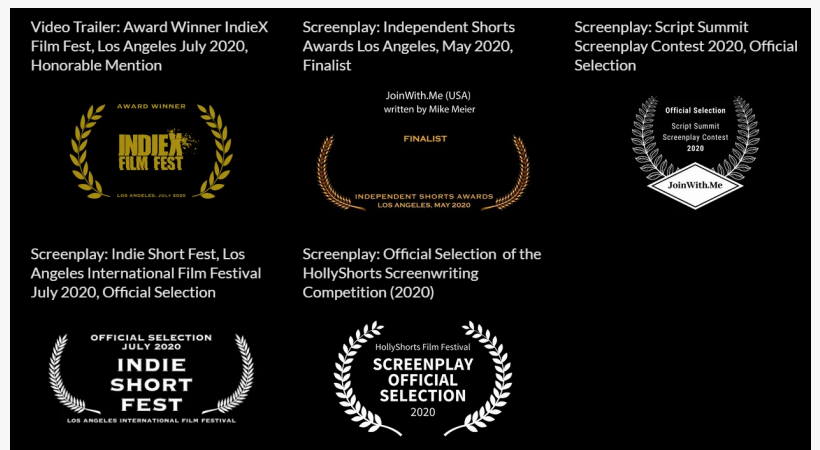 Video Trailer: Award Winner IndieX
Film Fest, Los Angeles July 2020,
Honorable Mention
AWARD WINNER
INDIEX
FILM FEST
LOS ANGELES, JULY 2020
Screenplay: Independent Shorts
Awards Los Angeles, May 2020,
Finalist
JoinWith.Me (USA)
written by Mike Meier
FINALIST
INDEPENDENT SHORTS AWARDS
LOS ANGELES, MAY 2020
Screenplay: Script Summit
Screenplay Contest 2020, Official
Selection
Official Selection
Script Summit
Screenplay Contest
2020
JoinWith.Me
Screenplay: Indie Short Fest, Los
Angeles International Film Festival
July 2020, Official Selection
OFFICIAL SELECTION
JULY 2020
INDIE
SHORT
FEST
LOS ANGELES INTERNATIONAL FILM FESTIVAL
Screenplay: Official Selection of the
HollyShorts Screenwriting
Competition (2020)
HollyShorts Film Festival
SCREENPLAY
OFFICIAL
SELECTION
2020